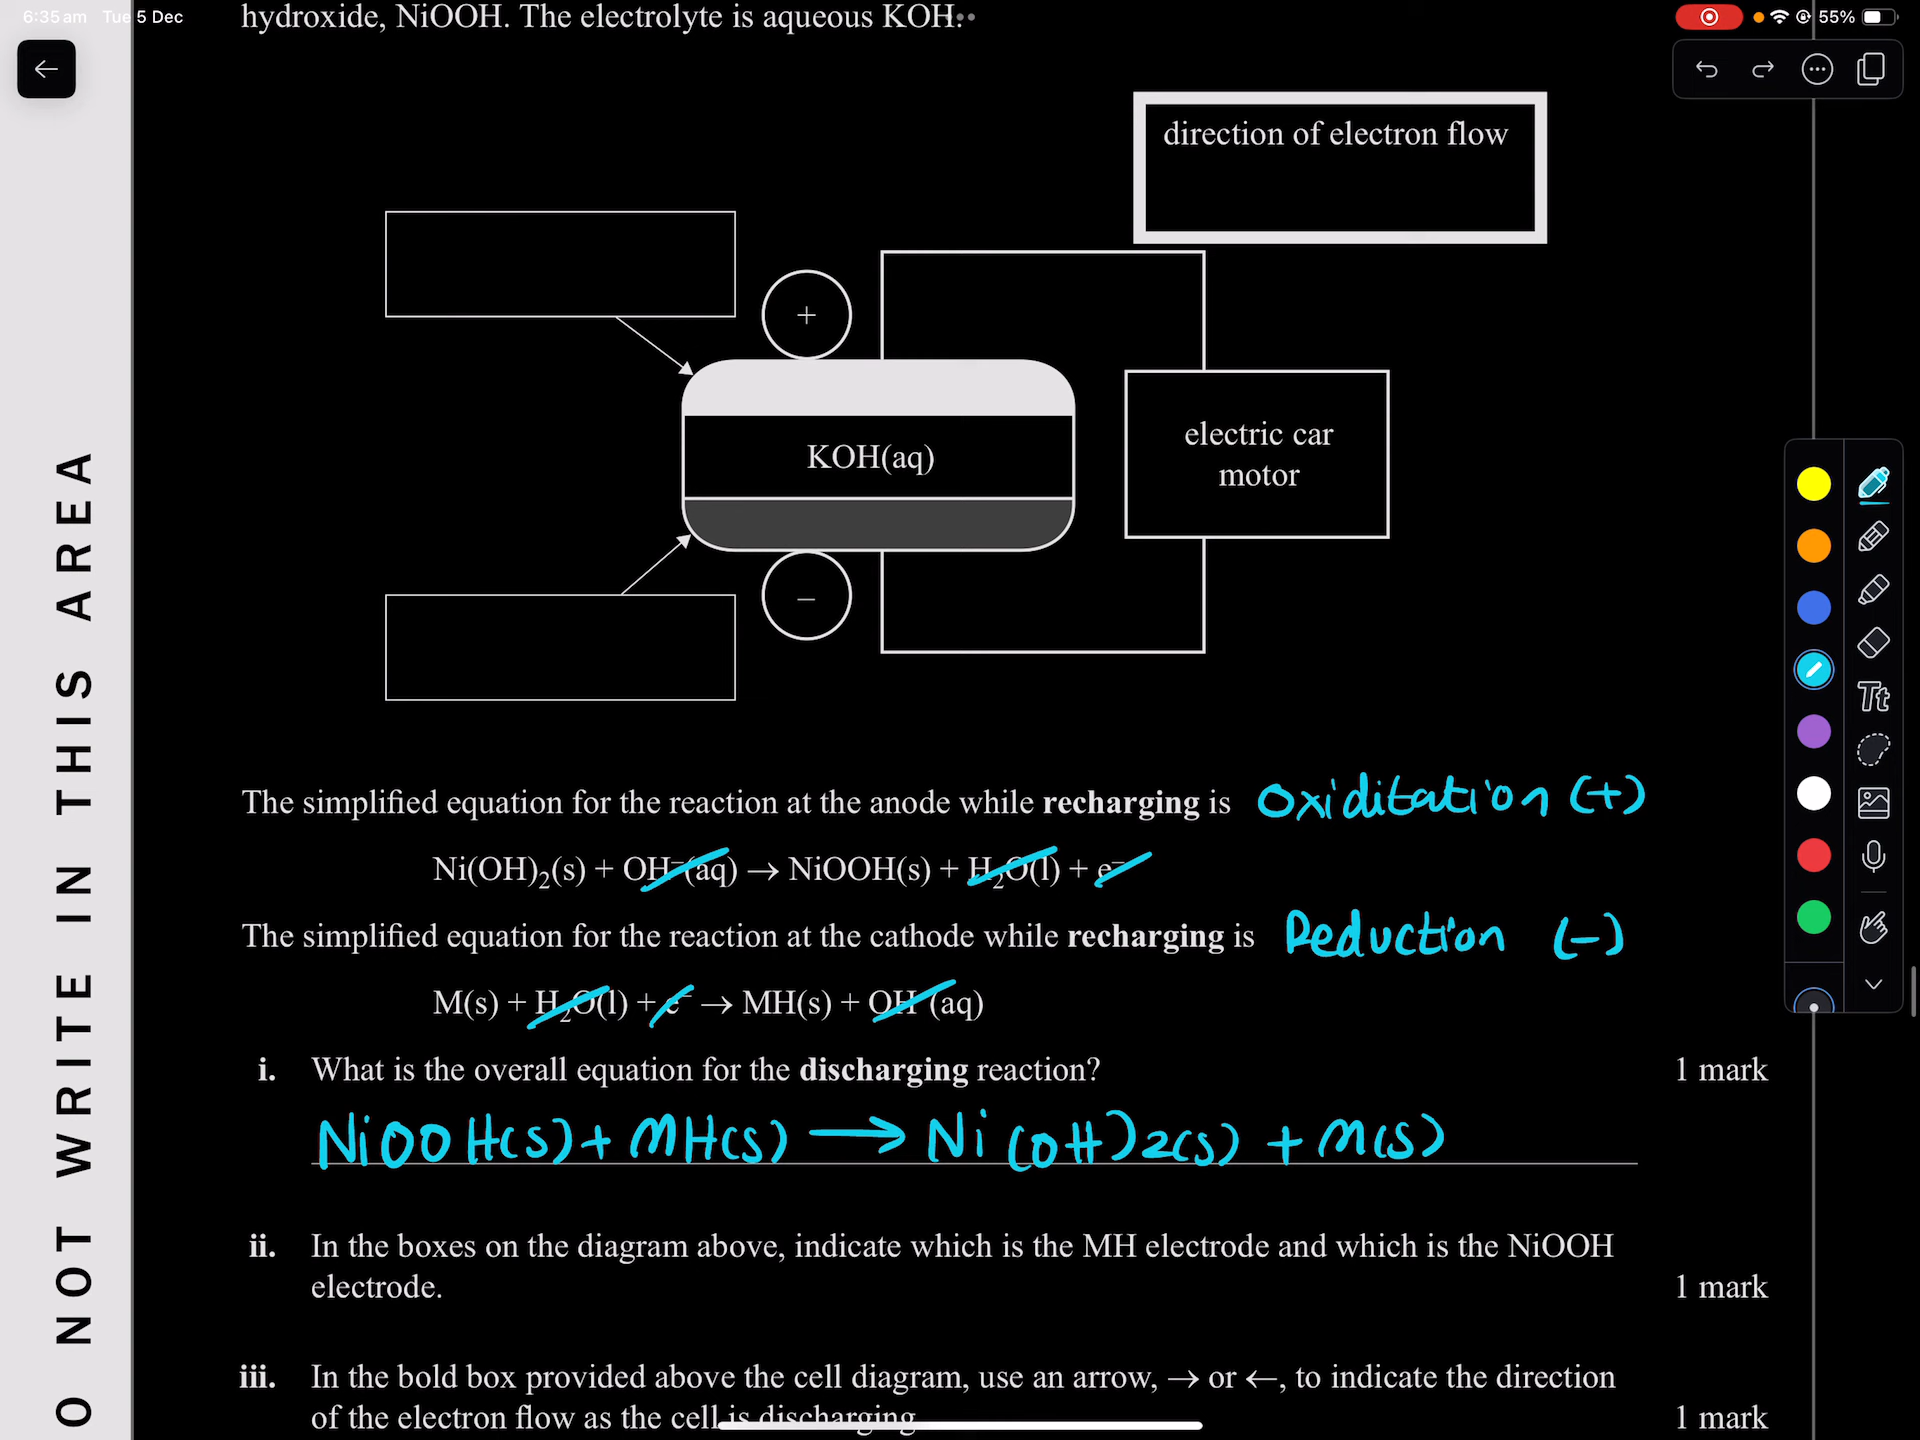 6:35 am Tue 5 Dec
55%
hydroxide, NiOOH. The electrolyte is aqueous KOH.
direction of electron flow
+
KOH(aq)
electric car
motor
–
DO NOT WRITE IN THIS AREA
The simplified equation for the reaction at the anode while recharging is Oxiditation (+)
Ni(OH)₂(s) + OH⁻(aq) → NiOOH(s) + H₂O(l) + e⁻
The simplified equation for the reaction at the cathode while recharging is Reduction (-)
M(s) + H₂O(l) + e⁻ → MH(s) + OH⁻(aq)
i. What is the overall equation for the discharging reaction? 1 mark
NiOOH(s) + MH(s) → Ni(OH)2(s) + M(s)
ii. In the boxes on the diagram above, indicate which is the MH electrode and which is the NiOOH
electrode. 1 mark
iii. In the bold box provided above the cell diagram, use an arrow, → or ←, to indicate the direction
of the electron flow as the cell is discharging 1 mark
Tt